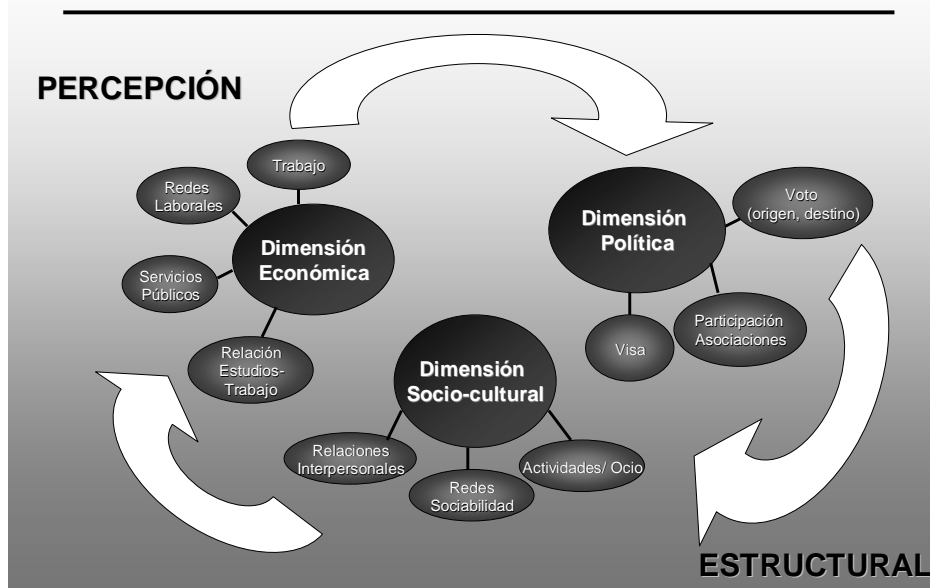 PERCEPCIÓN
Trabajo
Redes
Laborales
Dimensión
Económica
Servicios
Públicos
Relación
Estudios-
Trabajo
Dimensión
Política
Voto
(origen, destino)
Participación
Asociaciones
Visa
Dimensión
Socio-cultural
Relaciones
Interpersonales
Redes
Sociabilidad
Actividades/ Ocio
ESTRUCTURAL